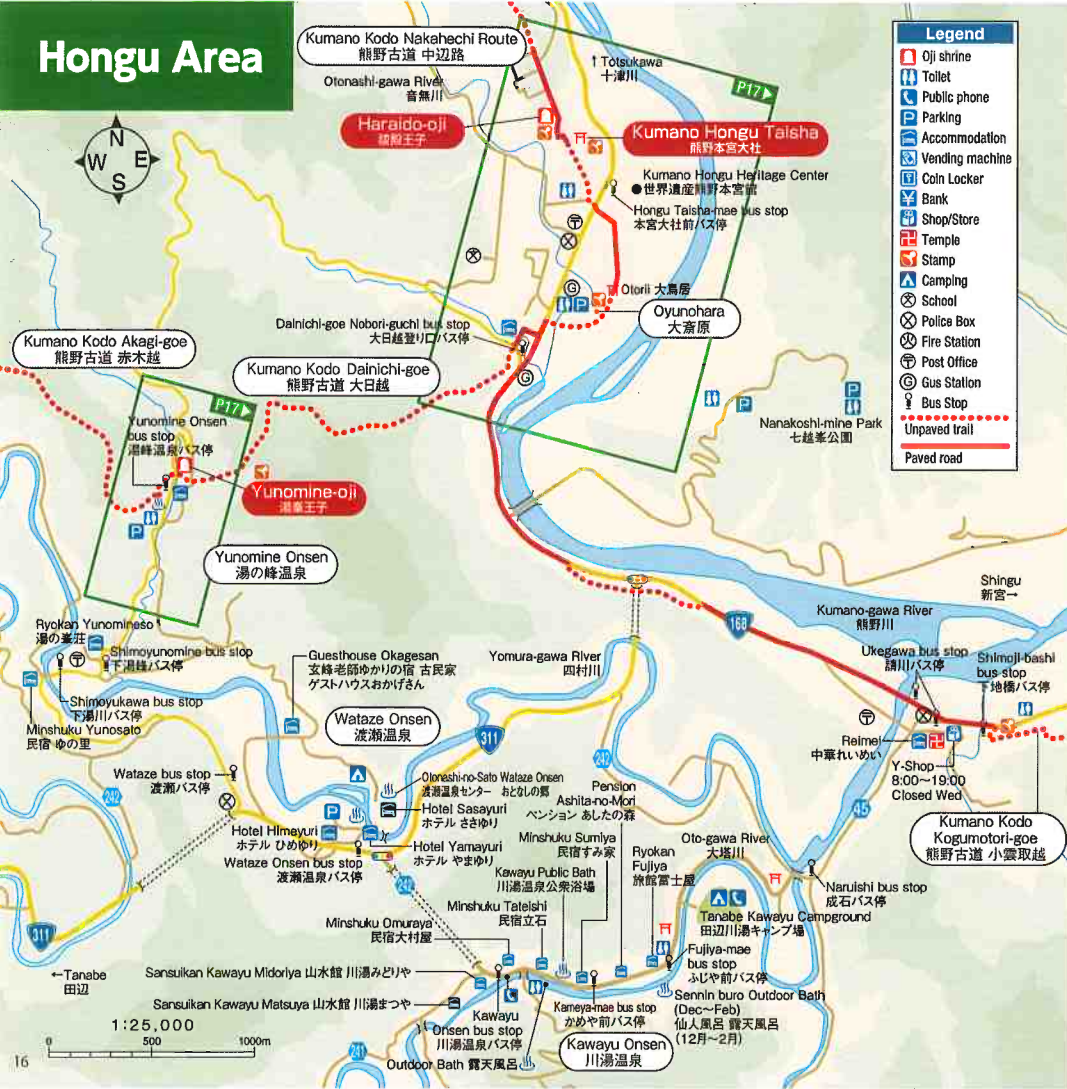 Hongu Area
N
W E
S
Kumano Kodo Nakahechi Route
熊野古道 中辺路
Otonashi-gawa River
音無川
↑Totsukawa
十津川
P17▶
Haraido-oji
祓殿王子
Kumano Hongu Taisha
熊野本宮大社
Kumano Hongu Heritage Center
●世界遺産熊野本宮館
Hongu Taisha-mae bus stop
本宮大社前バス停
Otorii 大鳥居
Oyunohara
大斎原
Dainichi-goe Nobori-guchi bus stop
大日越登り口バス停
Kumano Kodo Akagi-goe
熊野古道 赤木越
Kumano Kodo Dainichi-goe
熊野古道 大日越
P17▶
Yunomine Onsen
bus stop
湯峰温泉バス停
Yunomine-oji
湯峯王子
Yunomine Onsen
湯の峰温泉
Nanakoshi-mine Park
七越峯公園
Legend
Oji shrine
Toilet
Public phone
Parking
Accommodation
Vending machine
Coin Locker
Bank
Shop/Store
Temple
Stamp
Camping
School
Police Box
Fire Station
Post Office
Gus Station
Bus Stop
Unpaved trail
Paved road
Shingu
新宮→
Kumano-gawa River
熊野川
168
Ukegawa bus stop
請川バス停
Shimoji-bashi
bus stop
下地橋バス停
Reimei
中華れいめい
Y-Shop
8:00～19:00
Closed Wed
Kumano Kodo
Kogumotori-goe
熊野古道 小雲取越
Ryokan Yunomineso
湯の峯荘
Shimoyunomine bus stop
下湯峰バス停
Shimoyukawa bus stop
下湯川バス停
Minshuku Yunosato
民宿 ゆの里
Guesthouse Okagesan
玄峰老師ゆかりの宿 古民家
ゲストハウスおかげさん
Yomura-gawa River
四村川
Wataze Onsen
渡瀬温泉
311
242
Wataze bus stop
渡瀬バス停
242
Otonashi-no-Sato Wataze Onsen
渡瀬温泉センター おとなしの郷
Hotel Sasayuri
ホテル ささゆり
Hotel Himeyuri
ホテル ひめゆり
Hotel Yamayuri
ホテル やまゆり
Wataze Onsen bus stop
渡瀬温泉バス停
242
Pension
Ashita-no-Mori
ペンション あしたの森
Minshuku Sumiya
民宿すみ家
Kawayu Public Bath
川湯温泉公衆浴場
Minshuku Tateishi
民宿立石
Minshuku Omuraya
民宿大村屋
Ryokan
Fujiya
旅館冨士屋
Oto-gawa River
大塔川
45
Naruishi bus stop
成石バス停
Tanabe Kawayu Campground
田辺川湯キャンプ場
Fujiya-mae
bus stop
ふじや前バス停
Sennin buro Outdoor Bath
(Dec～Feb)
仙人風呂 露天風呂
(12月～2月)
Sansuikan Kawayu Midoriya 山水館 川湯みどりや
Sansuikan Kawayu Matsuya 山水館 川湯まつや
Kawayu
Onsen bus stop
川湯温泉バス停
Kameya-mae bus stop
かめや前バス停
Kawayu Onsen
川湯温泉
Outdoor Bath 露天風呂
241
311
←Tanabe
田辺
1:25,000
0 500 1000m
16